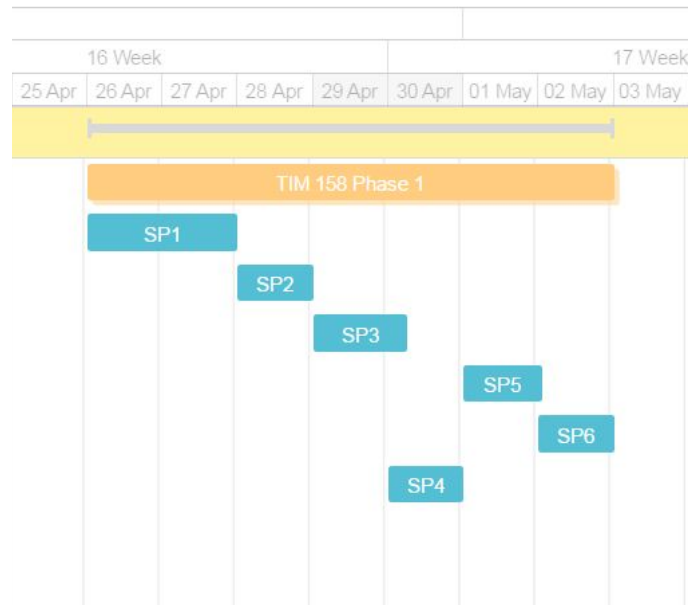 16 Week 17 Week
25 Apr 26 Apr 27 Apr 28 Apr 29 Apr 30 Apr 01 May 02 May 03 May
TIM 158 Phase 1
SP1
SP2
SP3
SP5
SP6
SP4